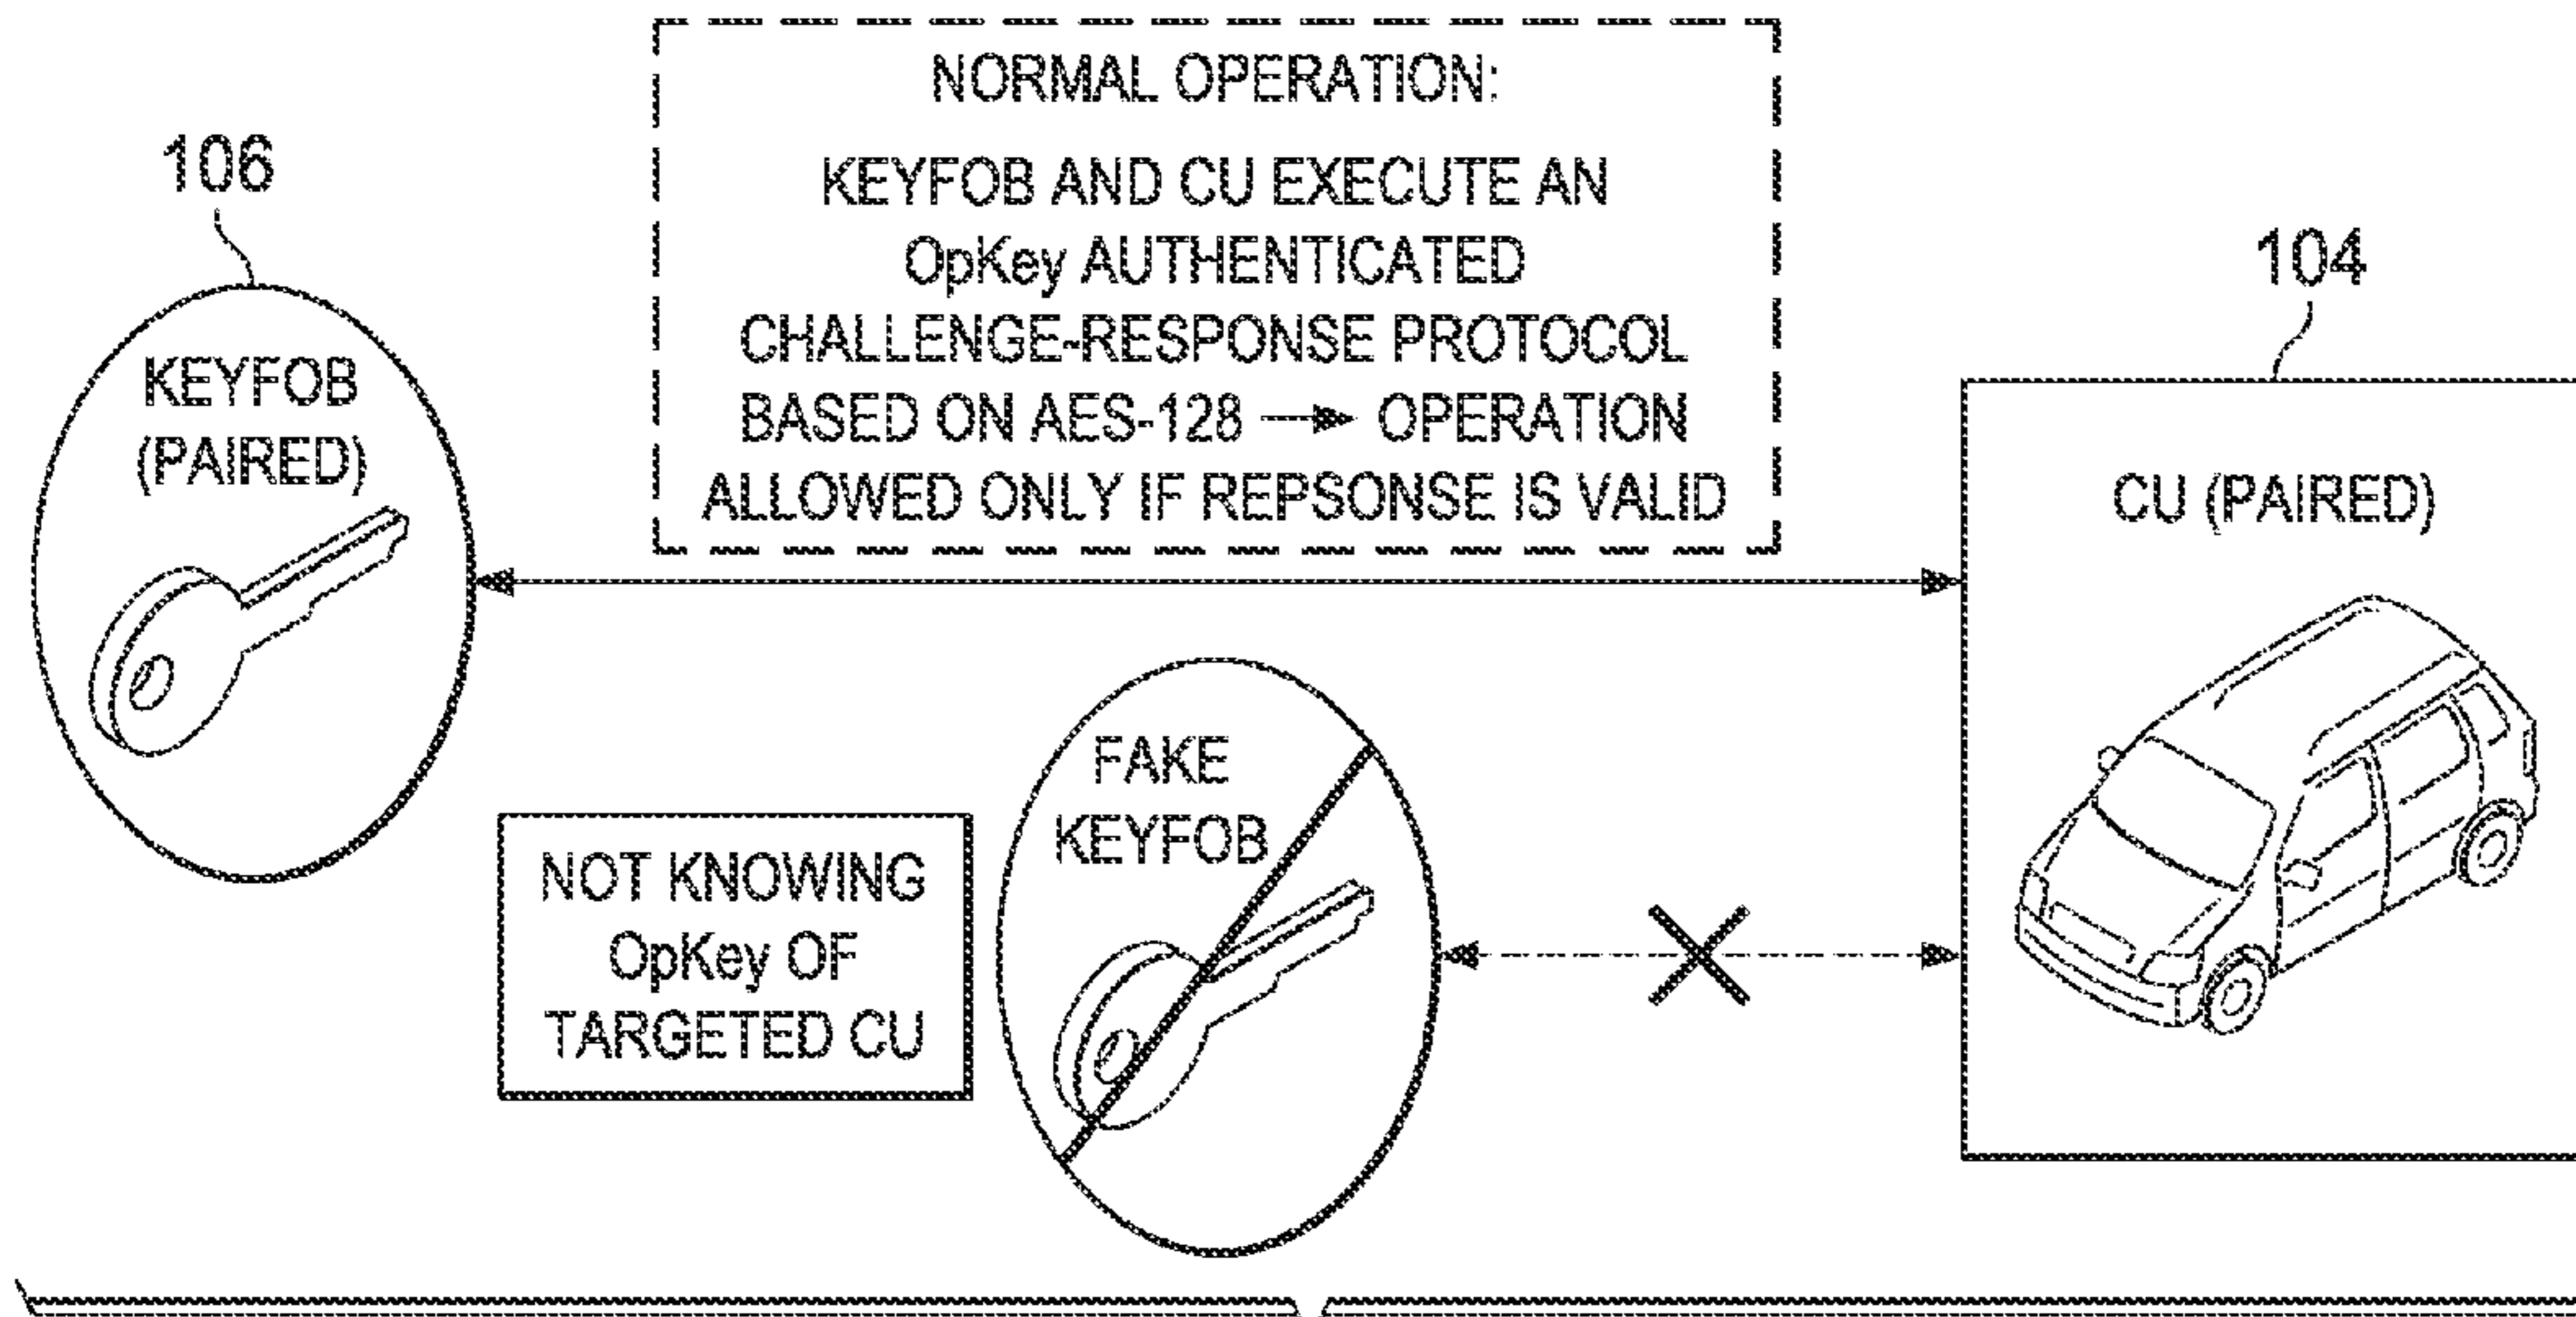 NORMAL OPERATION:
KEYFOB AND CU EXECUTE AN
OpKey AUTHENTICATED
CHALLENGE-RESPONSE PROTOCOL
BASED ON AES-128 → OPERATION
ALLOWED ONLY IF REPSONSE IS VALID
106
KEYFOB
(PAIRED)
104
CU (PAIRED)
FAKE
KEYFOB
NOT KNOWING
OpKey OF
TARGETED CU